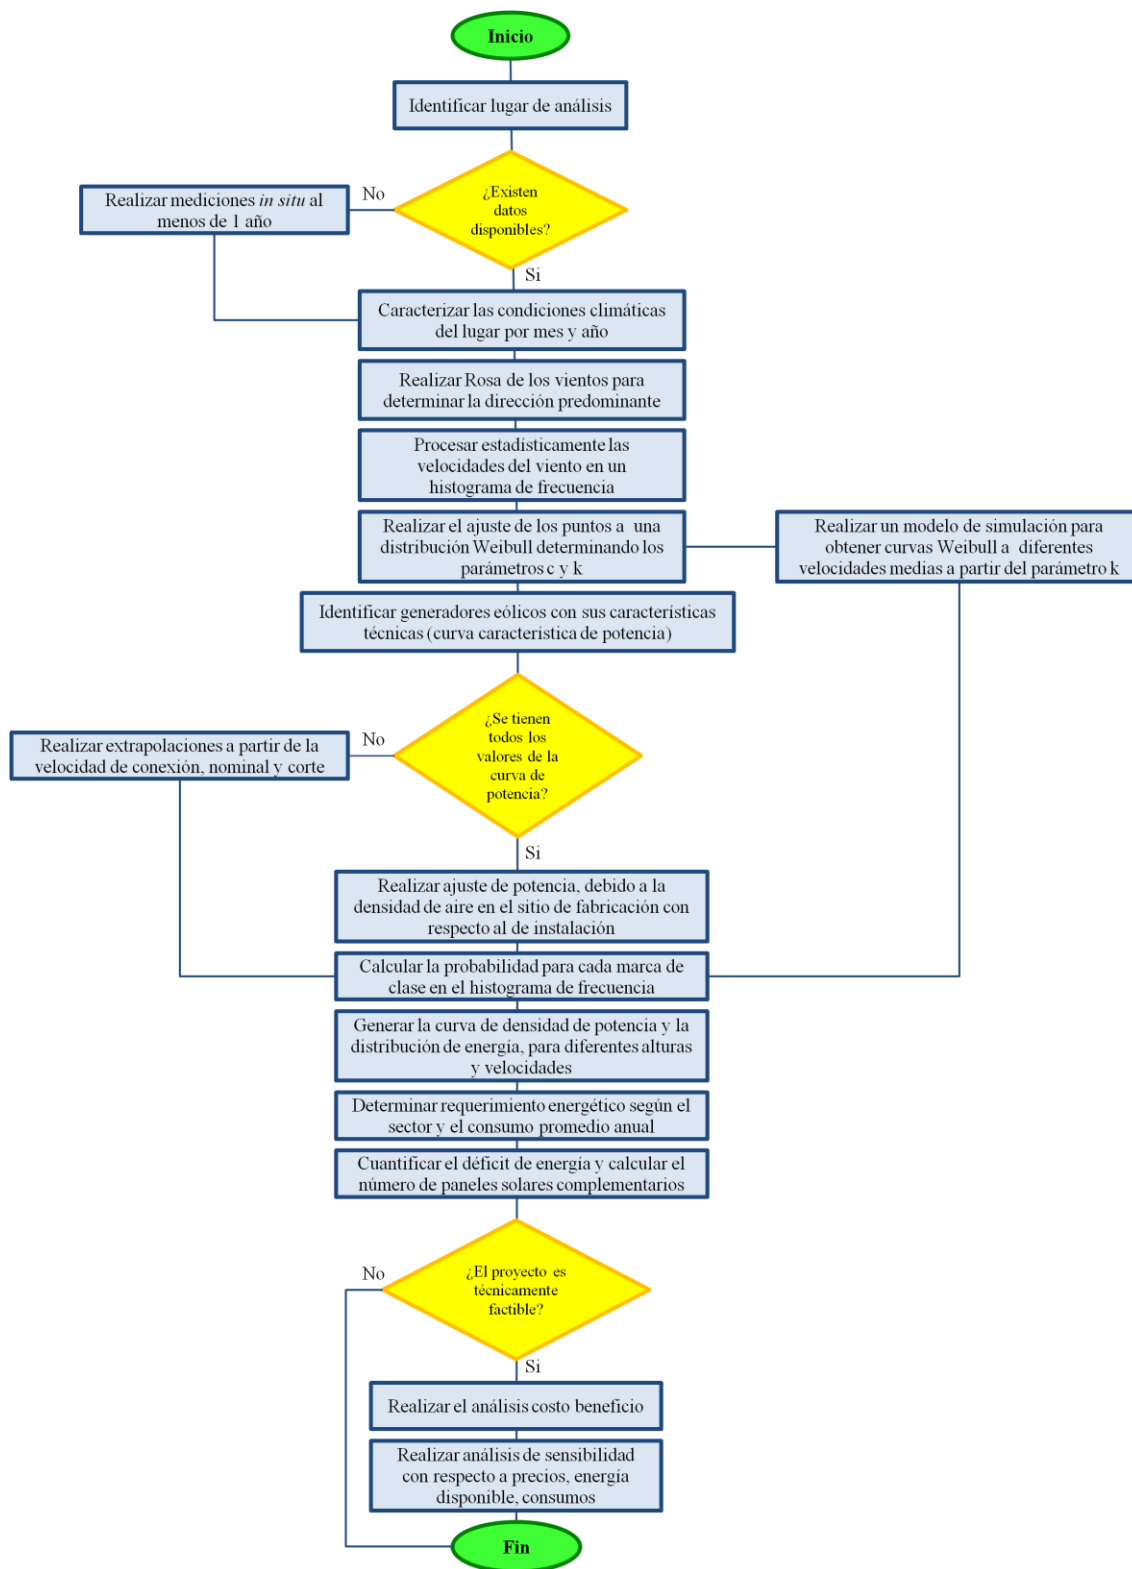 Inicio
Identificar lugar de análisis
¿Existen
datos
disponibles?
No
Realizar mediciones in situ al
menos de 1 año
Si
Caracterizar las condiciones climáticas
del lugar por mes y año
Realizar Rosa de los vientos para
determinar la dirección predominante
Procesar estadísticamente las
velocidades del viento en un
histograma de frecuencia
Realizar el ajuste de los puntos a una
distribución Weibull determinando los
parámetros c y k
Realizar un modelo de simulación para
obtener curvas Weibull a diferentes
velocidades medias a partir del parámetro k
Identificar generadores eólicos con sus características
técnicas (curva característica de potencia)
¿Se tienen
todos los
valores de la
curva de
potencia?
No
Realizar extrapolaciones a partir de la
velocidad de conexión, nominal y corte
Si
Realizar ajuste de potencia, debido a la
densidad de aire en el sitio de fabricación con
respecto al de instalación
Calcular la probabilidad para cada marca de
clase en el histograma de frecuencia
Generar la curva de densidad de potencia y la
distribución de energía, para diferentes alturas
y velocidades
Determinar requerimiento energético según el
sector y el consumo promedio anual
Cuantificar el déficit de energía y calcular el
número de paneles solares complementarios
¿El proyecto es
técnicamente
factible?
No
Si
Realizar el análisis costo beneficio
Realizar análisis de sensibilidad
con respecto a precios, energía
disponible, consumos
Fin